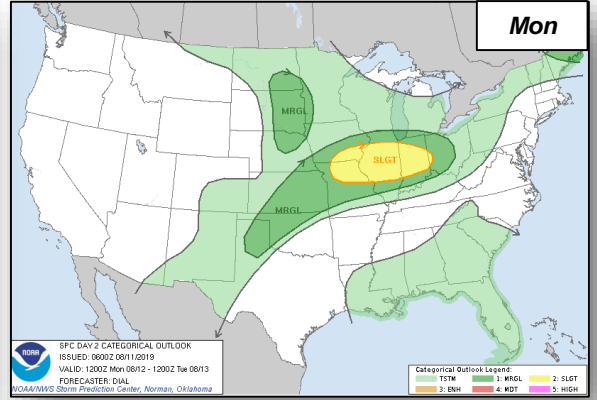 Mon
MRGL
SLGT
MRGL
NOAA
SPC DAY 2 CATEGORICAL OUTLOOK
ISSUED: 0600Z 08/11/2019
VALID: 1200Z Mon 08/12 - 1200Z Tue 08/13
FORECASTER: DIAL
NOAA/NWS Storm Prediction Center, Norman, Oklahoma
Categorical Outlook Legend:
TSTM 1: MRGL 2: SLGT
3: ENH 4: MDT 5: HIGH